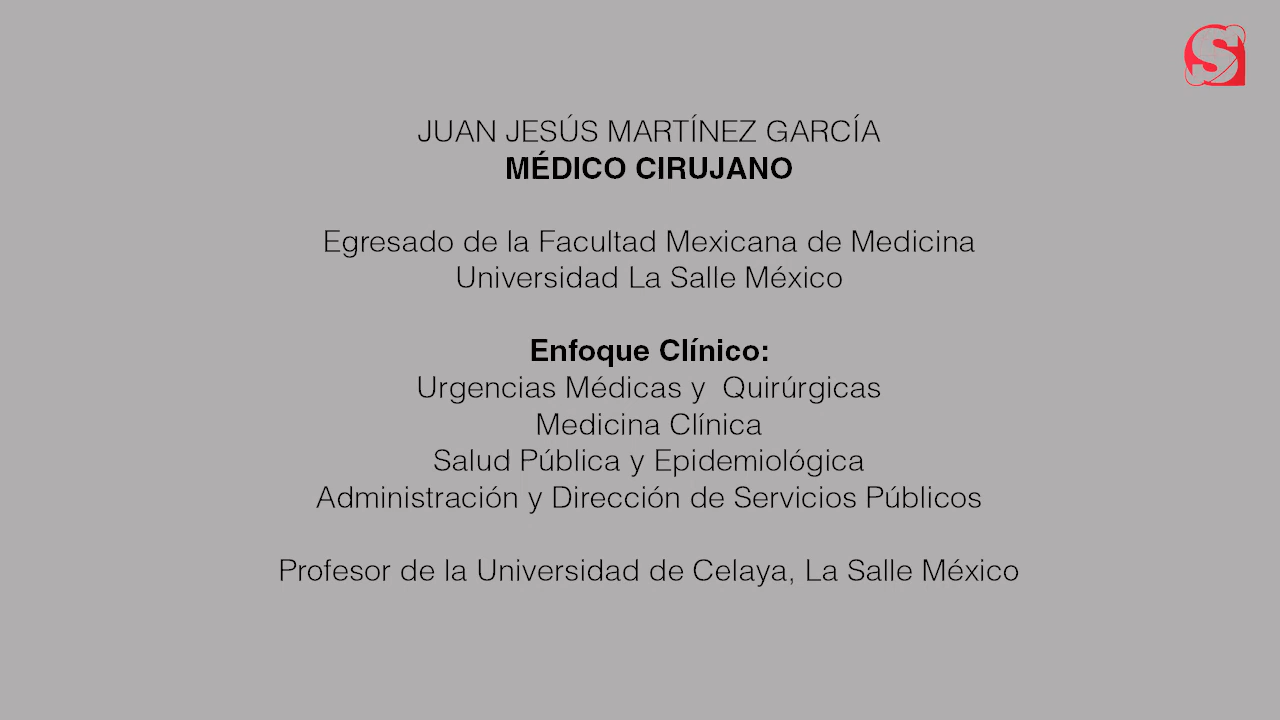 JUAN JESÚS MARTÍNEZ GARCÍA
MÉDICO CIRUJANO
Egresado de la Facultad Mexicana de Medicina
Universidad La Salle México
Enfoque Clínico:
Urgencias Médicas y  Quirúrgicas
Medicina Clínica
Salud Pública y Epidemiológica
Administración y Dirección de Servicios Públicos
Profesor de la Universidad de Celaya, La Salle México